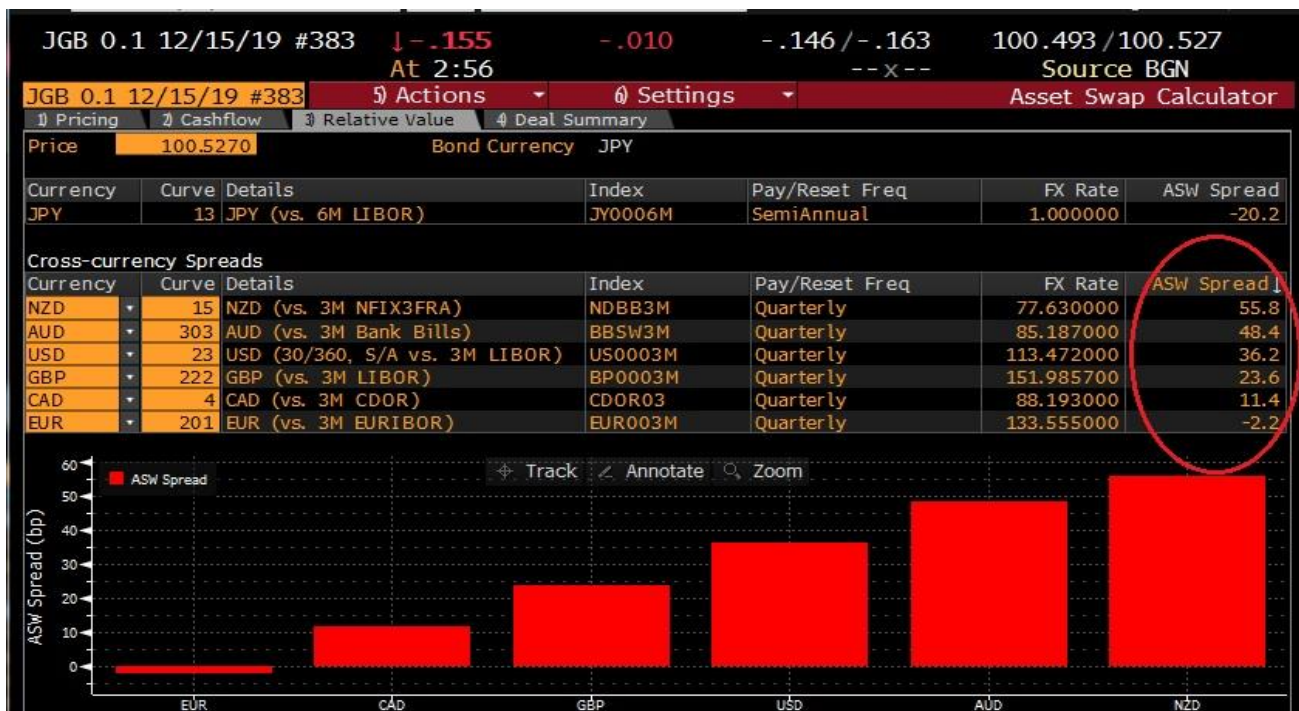 JGB 0.1 12/15/19 #383 ↓-.155 -.010 -.146/-.163 100.493/100.527
At 2:56 --x-- Source BGN
JGB 0.1 12/15/19 #383 5) Actions 6) Settings Asset Swap Calculator
1) Pricing 2) Cashflow 3) Relative Value 4) Deal Summary
Price 100.5270 Bond Currency JPY
Currency Curve Details Index Pay/Reset Freq FX Rate ASW Spread
JPY 13 JPY (vs. 6M LIBOR) JY0006M SemiAnnual 1.000000 -20.2
Cross-currency Spreads
Currency Curve Details Index Pay/Reset Freq FX Rate ASW Spread↓
NZD 15 NZD (vs. 3M NFIX3FRA) NDBB3M Quarterly 77.630000 55.8
AUD 303 AUD (vs. 3M Bank Bills) BBSW3M Quarterly 85.187000 48.4
USD 23 USD (30/360, S/A vs. 3M LIBOR) US0003M Quarterly 113.472000 36.2
GBP 222 GBP (vs. 3M LIBOR) BP0003M Quarterly 151.985700 23.6
CAD 4 CAD (vs. 3M CDOR) CDOR03 Quarterly 88.193000 11.4
EUR 201 EUR (vs. 3M EURIBOR) EUR003M Quarterly 133.555000 -2.2
Track Annotate Zoom
ASW Spread
ASW Spread (bp)
60
50
40
30
20
10
0
EUR CAD GBP USD AUD NZD